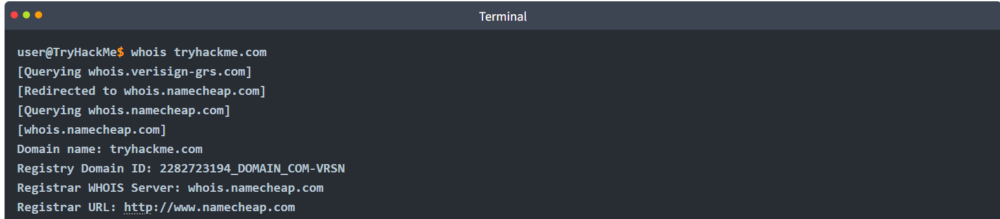 Terminal
user@TryHackMe$ whois tryhackme.com
[Querying whois.verisign-grs.com]
[Redirected to whois.namecheap.com]
[Querying whois.namecheap.com]
[whois.namecheap.com]
Domain name: tryhackme.com
Registry Domain ID: 2282723194_DOMAIN_COM-VRSN
Registrar WHOIS Server: whois.namecheap.com
Registrar URL: http://www.namecheap.com